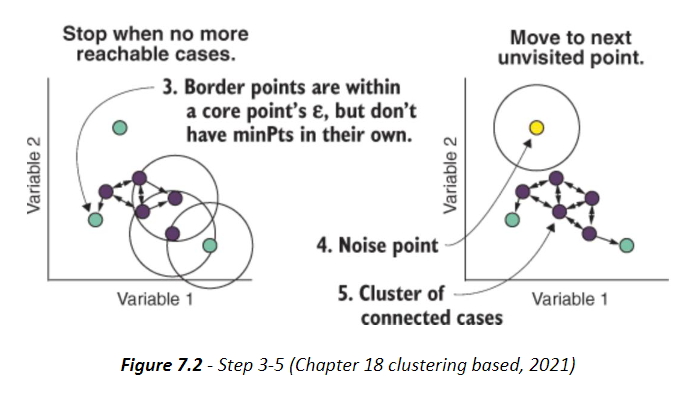 Stop when no more
reachable cases.
3. Border points are within
a core point's ε, but don't
have minPts in their own.
Variable 2
Variable 1
Move to next
unvisited point.
Variable 2
4. Noise point
5. Cluster of
connected cases
Variable 1
Figure 7.2 - Step 3-5 (Chapter 18 clustering based, 2021)